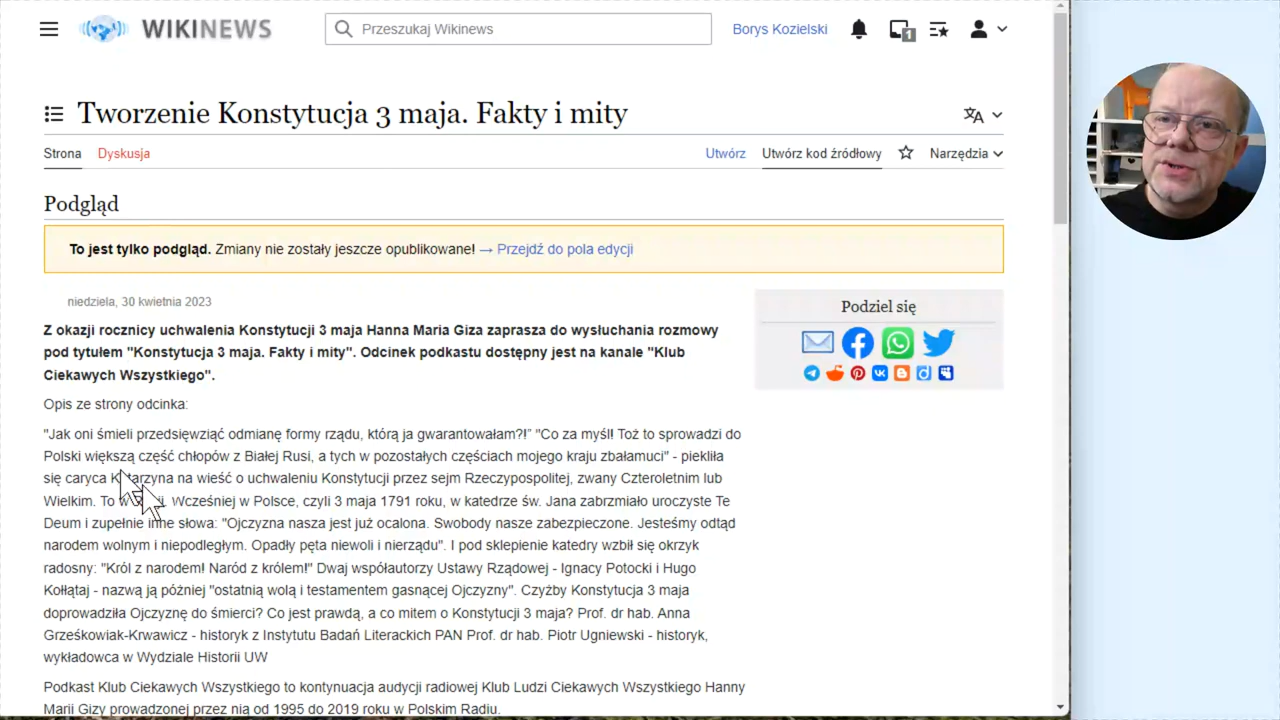 WIKINEWS
Przeszukaj Wikinews
Borys Kozielski
1
Tworzenie Konstytucja 3 maja. Fakty i mity
Strona Dyskusja Utwórz Utwórz kod źródłowy Narzędzia
Podgląd
To jest tylko podgląd. Zmiany nie zostały jeszcze opublikowane! → Przejdź do pola edycji
niedziela, 30 kwietnia 2023
Podziel się
Z okazji rocznicy uchwalenia Konstytucji 3 maja Hanna Maria Giza zaprasza do wysłuchania rozmowy
pod tytułem "Konstytucja 3 maja. Fakty i mity". Odcinek podkastu dostępny jest na kanale "Klub
Ciekawych Wszystkiego".
Opis ze strony odcinka:
"Jak oni śmieli przedsięwziąć odmianę formy rządu, którą ja gwarantowałam?!" "Co za myśl! Toż to sprowadzi do
Polski większą część chłopów z Białej Rusi, a tych w pozostałych częściach mojego kraju zbałamuci" - piekliła
się caryca Katarzyna na wieść o uchwaleniu Konstytucji przez sejm Rzeczypospolitej, zwany Czteroletnim lub
Wielkim. To w Wcześniej w Polsce, czyli 3 maja 1791 roku, w katedrze św. Jana zabrzmiało uroczyste Te
Deum i zupełnie inne słowa: "Ojczyzna nasza jest już ocalona. Swobody nasze zabezpieczone. Jesteśmy odtąd
narodem wolnym i niepodległym. Opadły pęta niewoli i nierządu". I pod sklepienie katedry wzbił się okrzyk
radosny: "Król z narodem! Naród z królem!" Dwaj współautorzy Ustawy Rządowej - Ignacy Potocki i Hugo
Kołłątaj - nazwą ją później "ostatnią wolą i testamentem gasnącej Ojczyzny". Czyżby Konstytucja 3 maja
doprowadziła Ojczyznę do śmierci? Co jest prawdą, a co mitem o Konstytucji 3 maja? Prof. dr hab. Anna
Grześkowiak-Krwawicz - historyk z Instytutu Badań Literackich PAN Prof. dr hab. Piotr Ugniewski - historyk,
wykładowca w Wydziale Historii UW
Podkast Klub Ciekawych Wszystkiego to kontynuacja audycji radiowej Klub Ludzi Ciekawych Wszystkiego Hanny
Marii Gizy prowadzonej przez nią od 1995 do 2019 roku w Polskim Radiu.